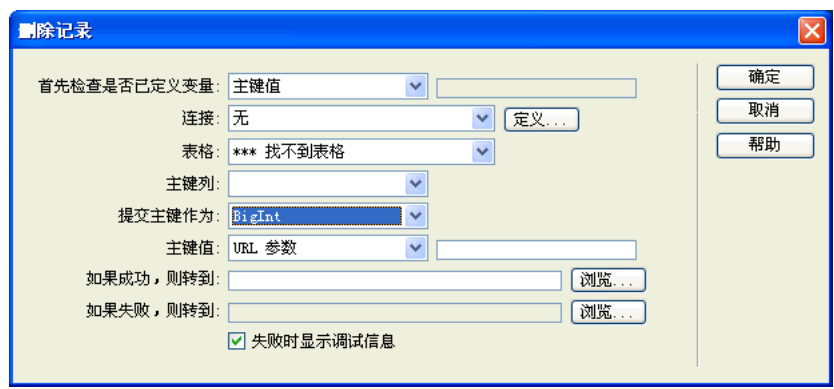 删除记录
首先检查是否已定义变量: 主键值
确定
连接: 无 定义...
取消
表格: *** 找不到表格
帮助
主键列:
提交主键作为: BigInt
主键值: URL 参数
如果成功，则转到: 浏览...
如果失败，则转到: 浏览...
失败时显示调试信息